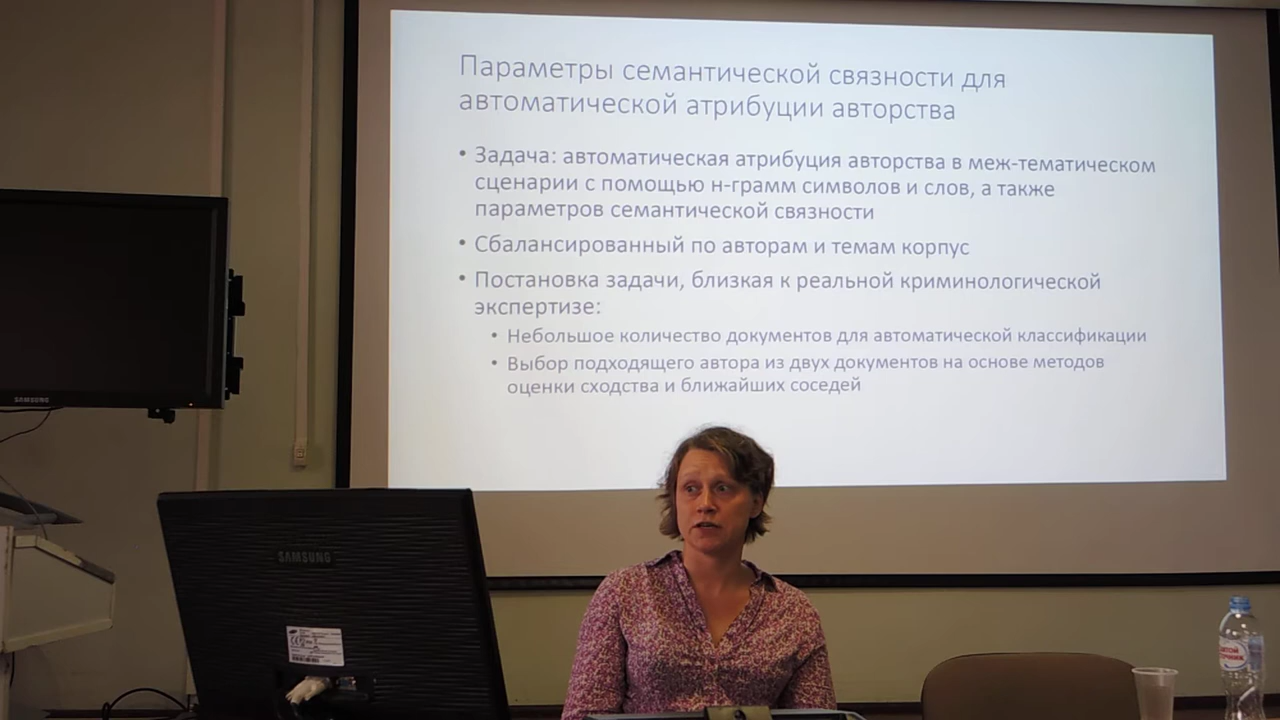 Параметры семантической связности для
автоматической атрибуции авторства
• Задача: автоматическая атрибуция авторства в меж-тематическом
сценарии с помощью н-грамм символов и слов, а также
параметров семантической связности
• Сбалансированный по авторам и темам корпус
• Постановка задачи, близкая к реальной криминологической
экспертизе:
• Небольшое количество документов для автоматической классификации
• Выбор подходящего автора из двух документов на основе методов
оценки сходства и ближайших соседей
SAMSUNG
SAMSUNG